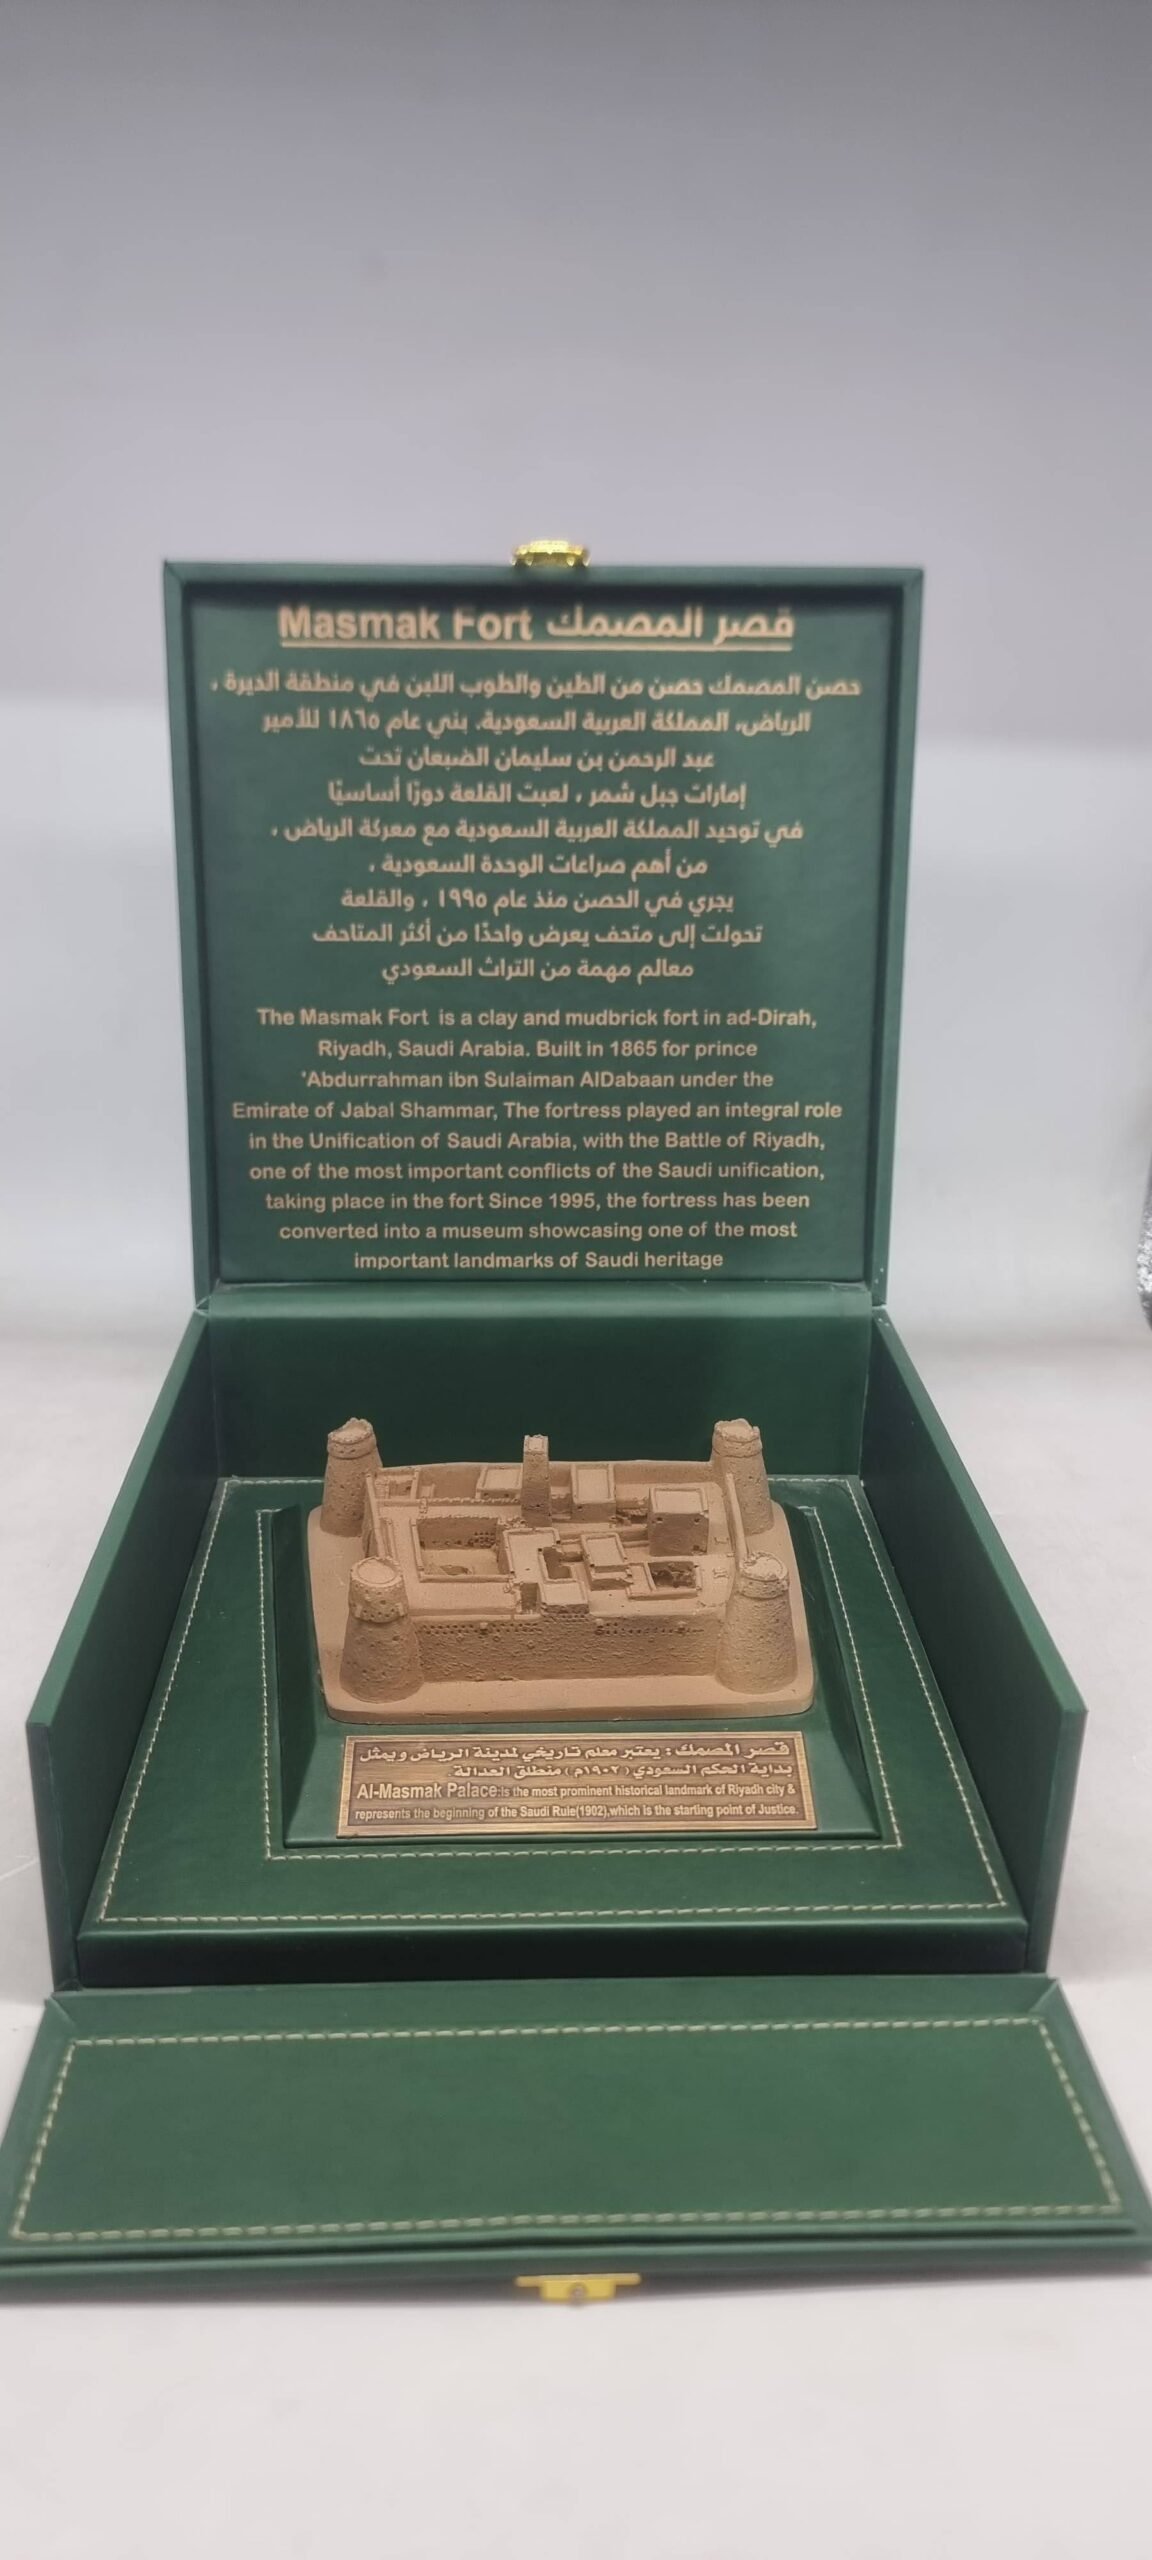 Masmak Fort قصر المصمك
حصن المصمك حصن من الطين والطوب اللبن في منطقة الديرة ،
الرياض، المملكة العربية السعودية. بني عام ١٨٦٥ للأمير
عبد الرحمن بن سليمان الضبعان تحت
إمارات جبل شمر ، لعبت القلعة دورًا أساسيًا
في توحيد المملكة العربية السعودية مع معركة الرياض ،
من أهم صراعات الوحدة السعودية ،
يجري في الحصن منذ عام ١٩٩٥ ، والقلعة
تحولت إلى متحف يعرض واحدًا من أكثر المتاحف
معالم مهمة من التراث السعودي
The Masmak Fort is a clay and mudbrick fort in ad-Dirah,
Riyadh, Saudi Arabia. Built in 1865 for prince
'Abdurrahman ibn Sulaiman AlDabaan under the
Emirate of Jabal Shammar, The fortress played an integral role
in the Unification of Saudi Arabia, with the Battle of Riyadh,
one of the most important conflicts of the Saudi unification,
taking place in the fort Since 1995, the fortress has been
converted into a museum showcasing one of the most
important landmarks of Saudi heritage
قصر المصمك : يعتبر معلم تاريخي لمدينة الرياض ويمثل
بداية الحكم السعودي (١٩٠٢م) منطلق العدالة.
Al-Masmak Palace:Is the most prominent historical landmark of Riyadh city &
represents the beginning of the Saudi Rule(1902),which is the starting point of Justice.